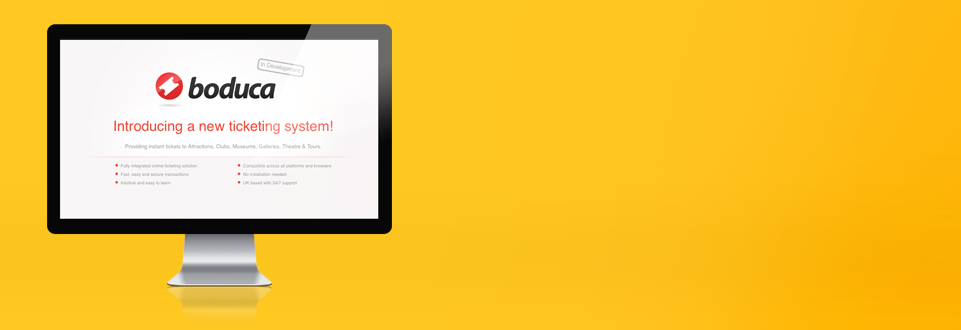 In Development
boduca
Introducing a new ticketing system!
Providing instant tickets to Attractions, Clubs, Museums, Galleries, Theatre & Tours.
Fully integrated online ticketing solution
Fast, easy and secure transactions
Intuitive and easy to learn
Compatible across all platforms and browsers
No installation needed
UK based with 24/7 support